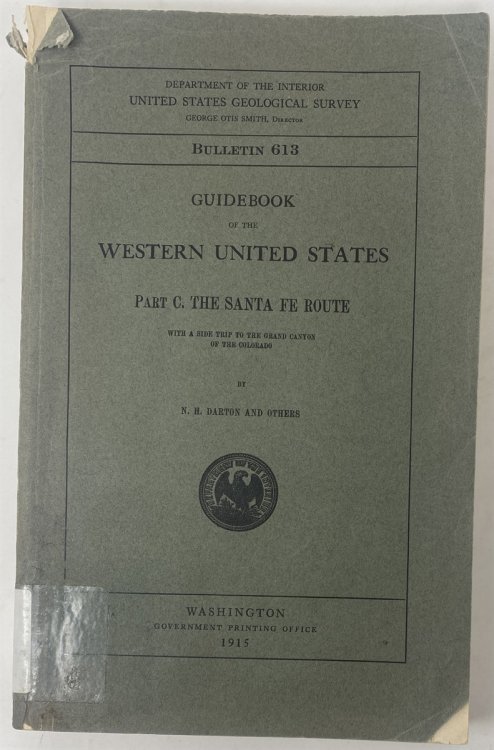 DEPARTMENT OF THE INTERIOR
UNITED STATES GEOLOGICAL SURVEY
GEORGE OTIS SMITH, DIRECTOR
BULLETIN 613
GUIDEBOOK
OF THE
WESTERN UNITED STATES
PART C. THE SANTA FE ROUTE
WITH A SIDE TRIP TO THE GRAND CANYON
OF THE COLORADO
BY
N. H. DARTON AND OTHERS
WASHINGTON
GOVERNMENT PRINTING OFFICE
1915